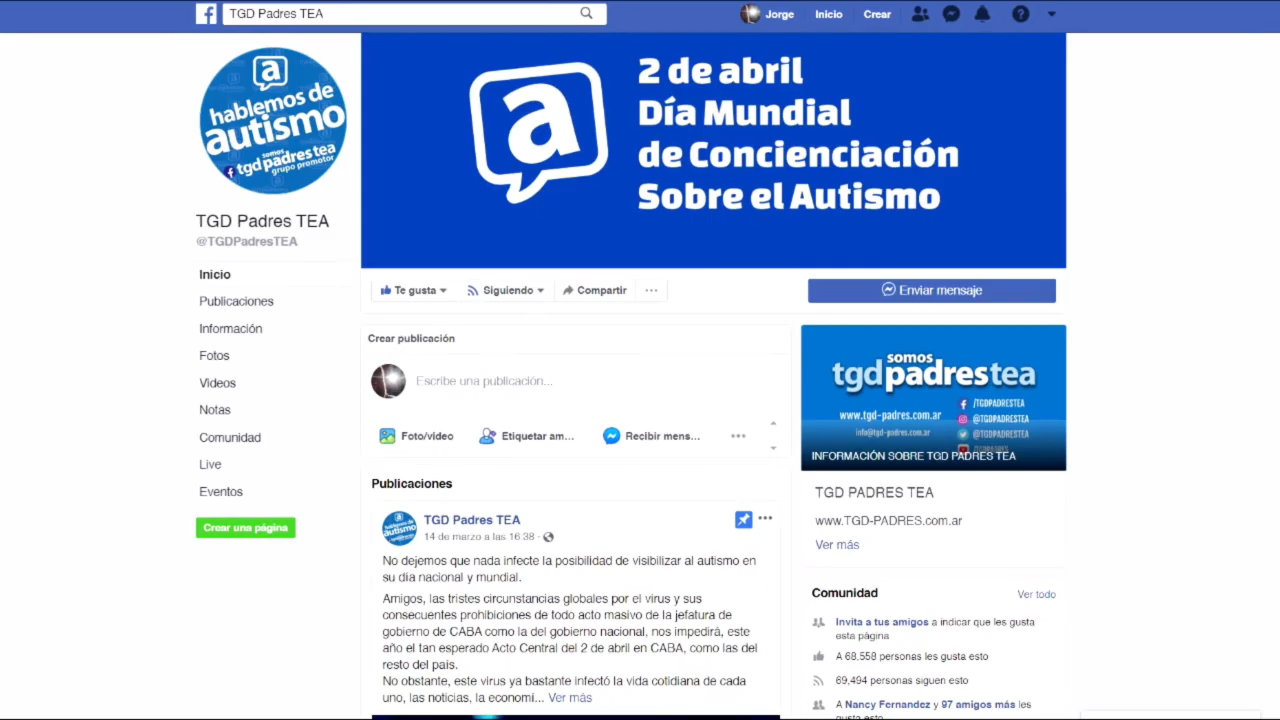 TGD Padres TEA
Jorge
Inicio
Crear
a
hablemos de
autismo
somos
tgdpadrestea
grupo promotor
a
2 de abril
Día Mundial
de Concienciación
Sobre el Autismo
TGD Padres TEA
@TGDPadresTEA
Inicio
Publicaciones
Información
Fotos
Videos
Notas
Comunidad
Live
Eventos
Crear una página
Te gusta
Siguiendo
Compartir
...
Enviar mensaje
Crear publicación
Escribe una publicación...
Foto/video
Etiquetar am...
Recibir mens...
...
Publicaciones
TGD Padres TEA
14 de marzo a las 16:38 ·
No dejemos que nada infecte la posibilidad de visibilizar al autismo en
su día nacional y mundial.
Amigos, las tristes circunstancias globales por el virus y sus
consecuentes prohibiciones de todo acto masivo de la jefatura de
gobierno de CABA como la del gobierno nacional, nos impedirá, este
año el tan esperado Acto Central del 2 de abril en CABA, como las del
resto del país.
No obstante, este virus ya bastante infectó la vida cotidiana de cada
uno, las noticias, la economí... Ver más
somos
tgdpadrestea
www.tgd-padres.com.ar
info@tgd-padres.com.ar
/TGDPADRESTEA
@TGDPADRESTEA
@TGDPADRESTEA
INFORMACIÓN SOBRE TGD PADRES TEA
TGD PADRES TEA
www.TGD-PADRES.com.ar
Ver más
Comunidad
Ver todo
Invita a tus amigos a indicar que les gusta
esta página
A 68,558 personas les gusta esto
69,494 personas siguen esto
A Nancy Fernandez y 97 amigos más les
gusta esto